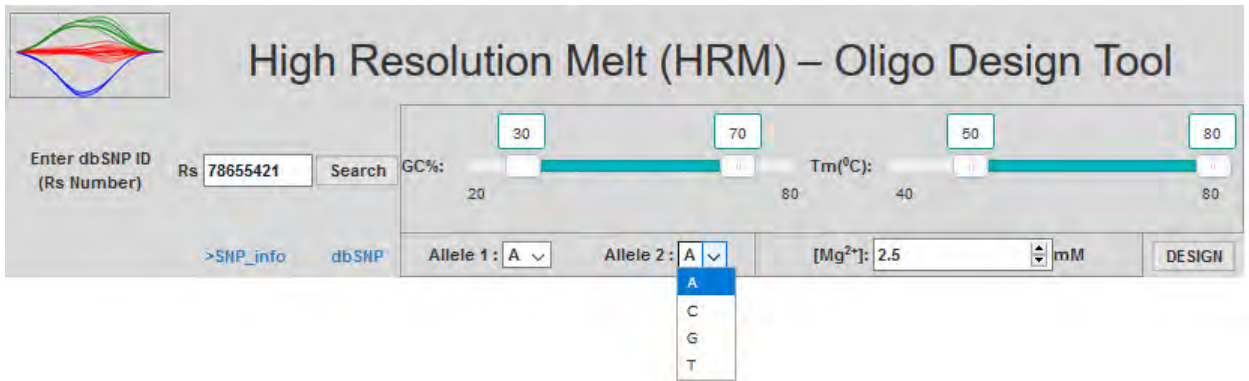 High Resolution Melt (HRM) – Oligo Design Tool
Enter dbSNP ID
(Rs Number)
Rs 78655421 Search
GC%: 30 70
20 80
Tm(⁰C): 50 80
40 80
>SNP_info dbSNP
Allele 1 : A Allele 2 : A
[Mg²⁺]: 2.5 mM
DESIGN
A
C
G
T